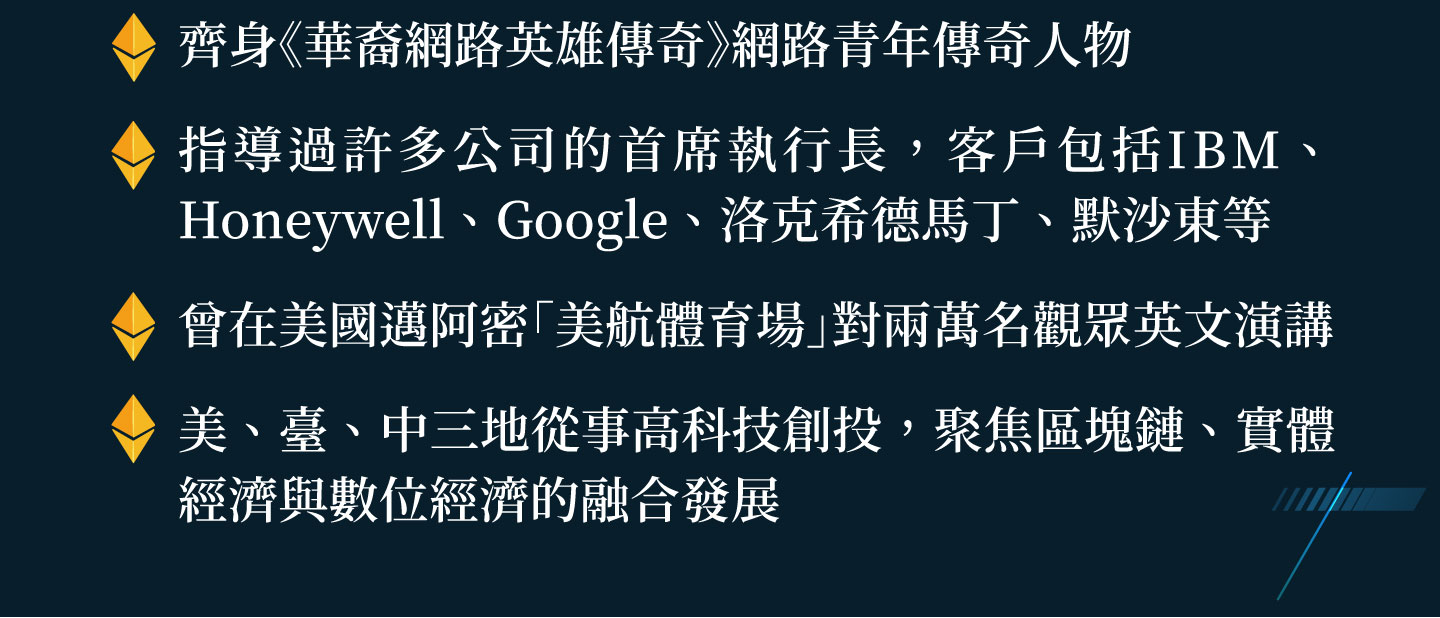 齊身《華裔網路英雄傳奇》網路青年傳奇人物
指導過許多公司的首席執行長，客戶包括IBM、
Honeywell、Google、洛克希德馬丁、默沙東等
曾在美國邁阿密「美航體育場」對兩萬名觀眾英文演講
美、臺、中三地從事高科技創投，聚焦區塊鏈、實體
經濟與數位經濟的融合發展